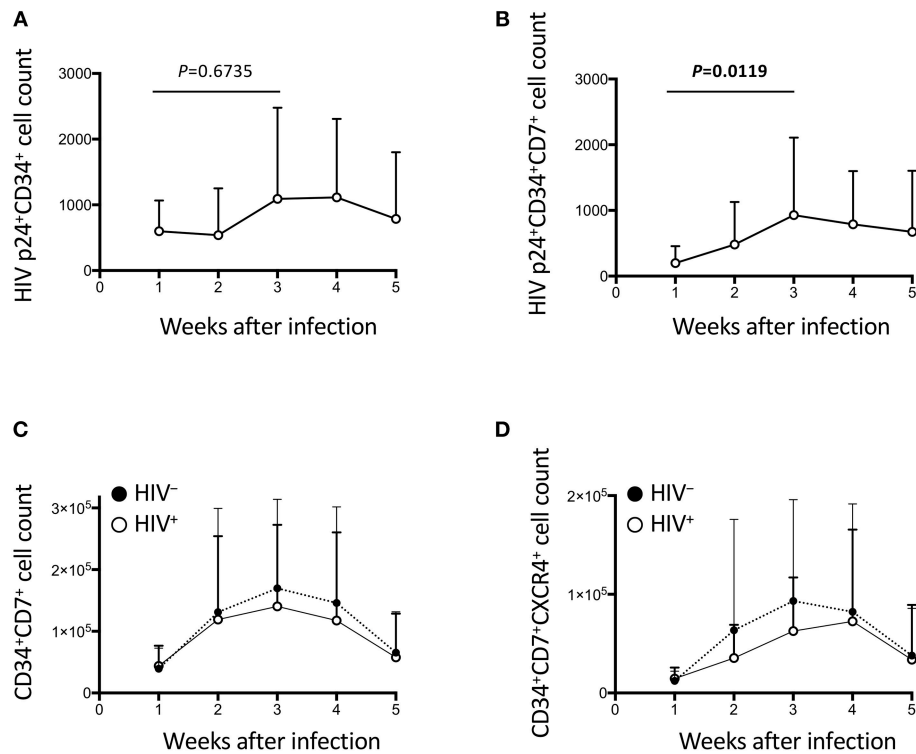 A
HIV p24⁺CD34⁺ cell count
P=0.6735
3000
2000
1000
0
0 1 2 3 4 5
Weeks after infection
B
HIV p24⁺CD34⁺CD7⁺ cell count
P=0.0119
3000
2000
1000
0
0 1 2 3 4 5
Weeks after infection
C
CD34⁺CD7⁺ cell count
HIV⁻
HIV⁺
3×10⁵
2×10⁵
1×10⁵
0
0 1 2 3 4 5
Weeks after infection
D
CD34⁺CD7⁺CXCR4⁺ cell count
HIV⁻
HIV⁺
2×10⁵
1×10⁵
0
0 1 2 3 4 5
Weeks after infection